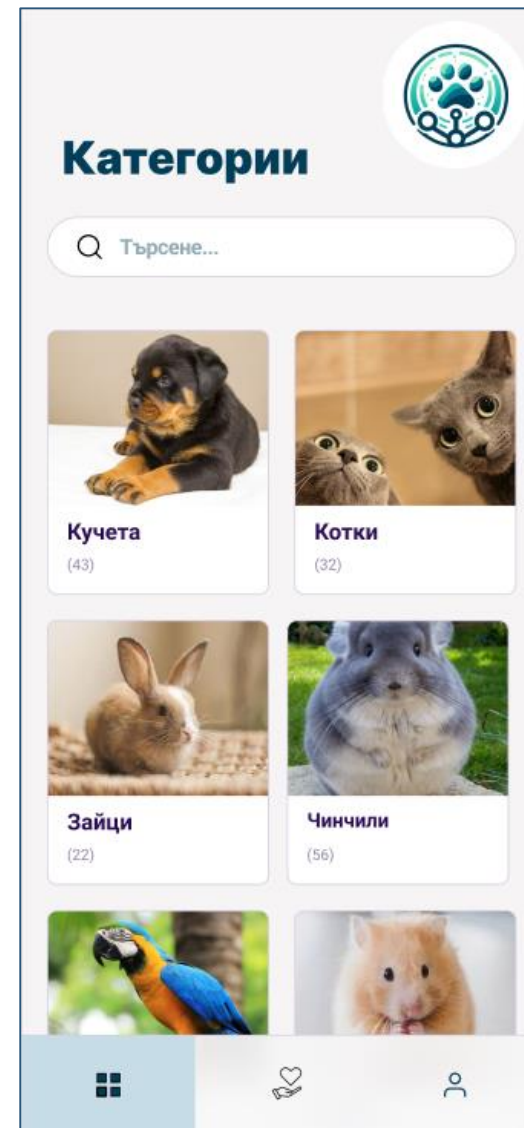 Категории
Търсене...
Кучета
(43)
Котки
(32)
Зайци
(22)
Чинчили
(56)